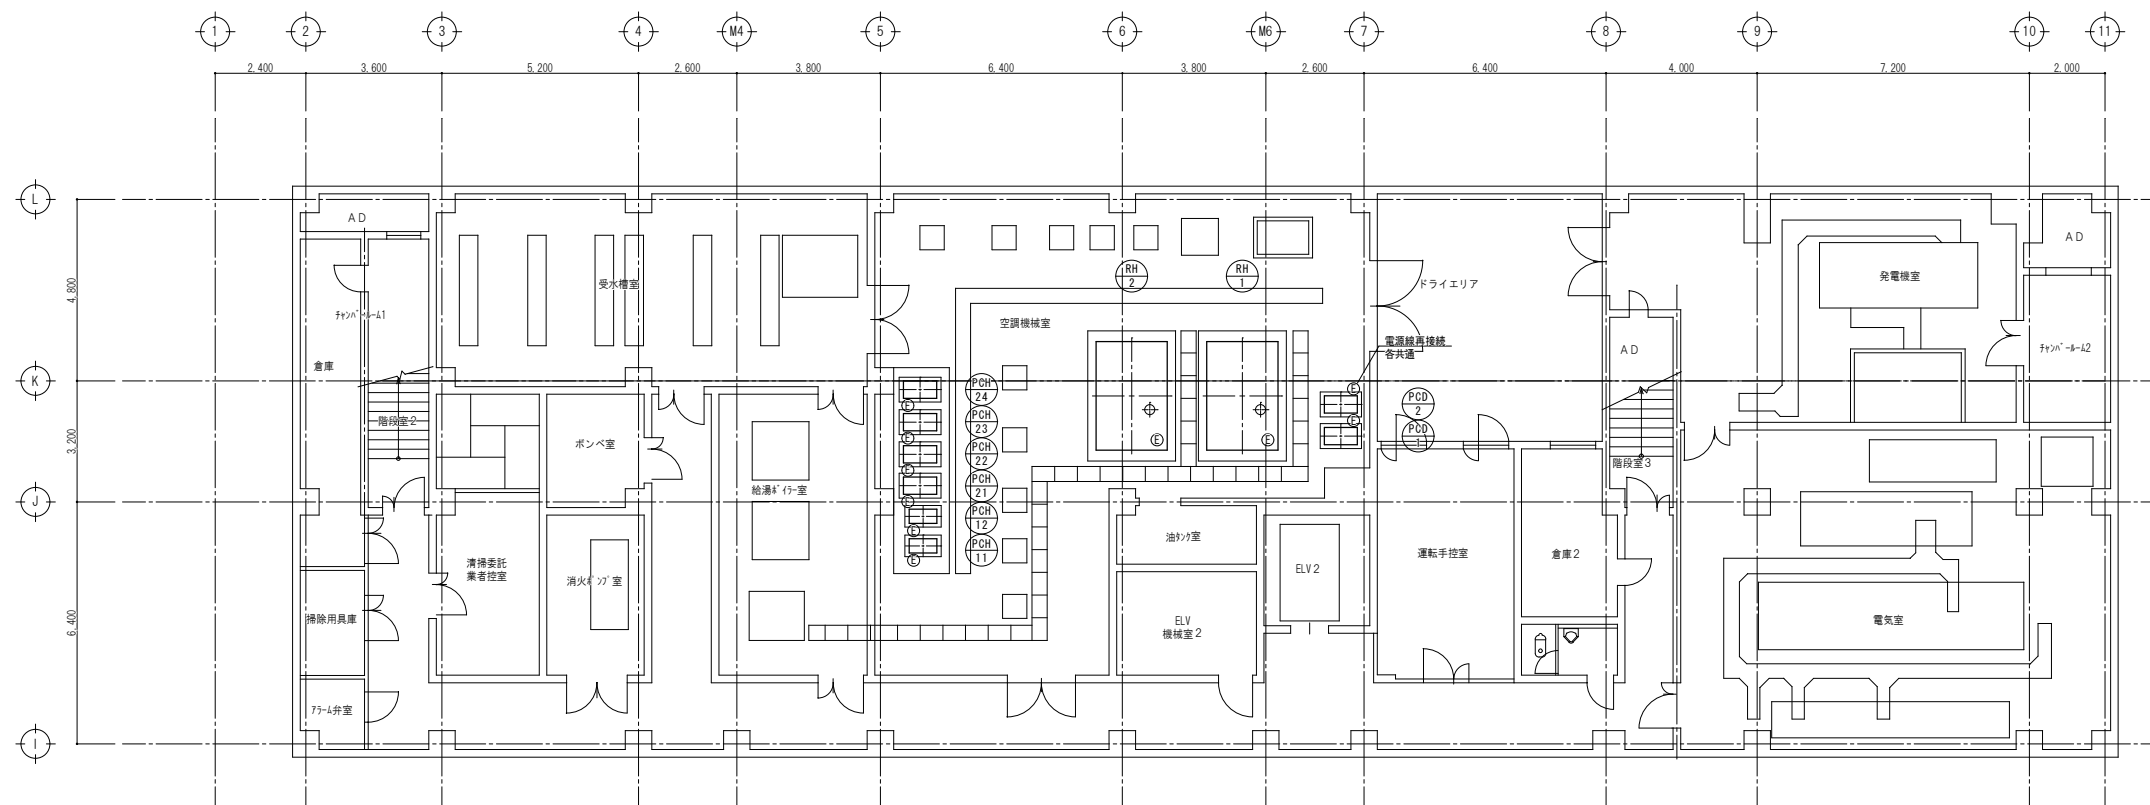 1 2 3 4 M4 5 6 M6 7 8 9 10 11
2.400 3.600 5.200 2.600 3.800 6.400 3.800 2.600 6.400 4.000 7.200 2.000
L
K
J
I
4.800
3.200
6.400
AD
チャンバールーム1
倉庫
階段室2
掃除用具庫
アラーム弁室
受水槽室
ボンベ室
清掃委託
業者控室
消火ポンプ室
給湯ボイラー室
空調機械室
RH
2
RH
1
PCH
24
PCH
23
PCH
22
PCH
21
PCH
12
PCH
11
E
E
E
E
E
E
E
E
E
E
電源線再接続
各共通
PCD
2
PCD
1
ドライエリア
油タンク室
ELV
機械室2
ELV2
運転手控室
倉庫2
AD
階段室3
発電機室
AD
チャンバールーム2
電気室